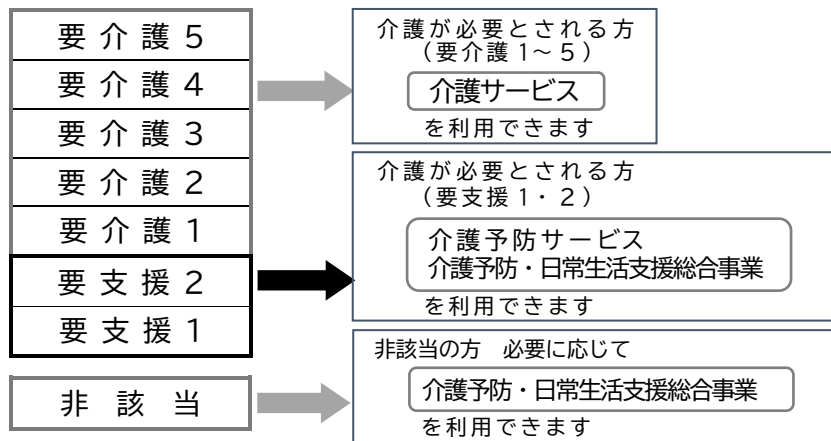 要介護５
要介護４
要介護３
要介護２
要介護１
要支援２
要支援１
非該当
介護が必要とされる方
（要介護１～５）
介護サービス
を利用できます
介護が必要とされる方
（要支援１・２）
介護予防サービス
介護予防・日常生活支援総合事業
を利用できます
非該当の方　必要に応じて
介護予防・日常生活支援総合事業
を利用できます